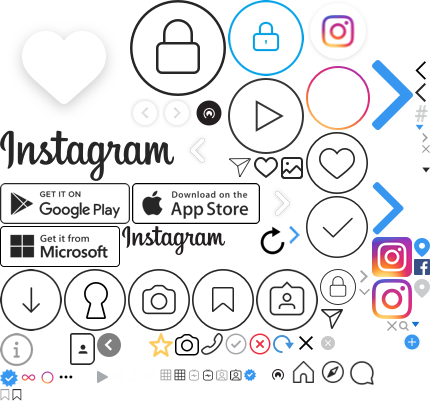 Instagram
GET IT ON
Google Play
Download on the
App Store
Get it from
Microsoft
Instagram
#